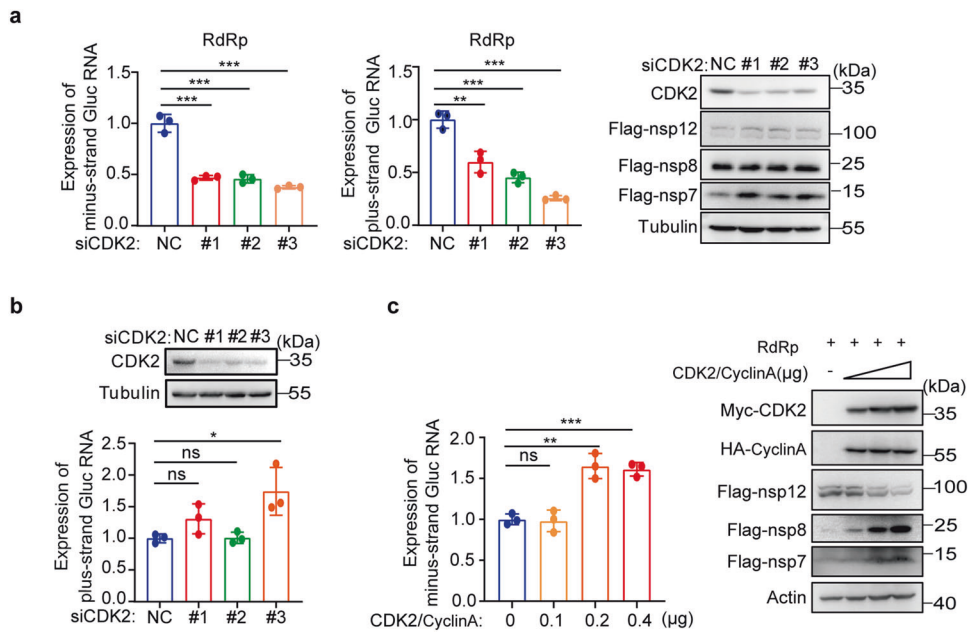 a
RdRp
Expression of
minus-strand Gluc RNA
1.5
1.0
0.5
0.0
***
***
***
siCDK2: NC #1 #2 #3
RdRp
Expression of
plus-strand Gluc RNA
1.5
1.0
0.5
0.0
***
***
**
siCDK2: NC #1 #2 #3
siCDK2: NC #1 #2 #3 (kDa)
CDK2 35
Flag-nsp12 100
Flag-nsp8 25
Flag-nsp7 15
Tubulin 55
b
siCDK2: NC #1 #2 #3 (kDa)
CDK2 35
Tubulin 55
Expression of
plus-strand Gluc RNA
2.5
2.0
1.5
1.0
0.5
0.0
*
ns
ns
siCDK2: NC #1 #2 #3
c
Expression of
minus-strand Gluc RNA
2.0
1.5
1.0
0.5
0.0
***
**
ns
CDK2/CyclinA: 0 0.1 0.2 0.4 (μg)
RdRp + + + +
CDK2/CyclinA(μg) -
(kDa)
Myc-CDK2 35
HA-CyclinA 55
Flag-nsp12 100
Flag-nsp8 25
Flag-nsp7 15
Actin 40